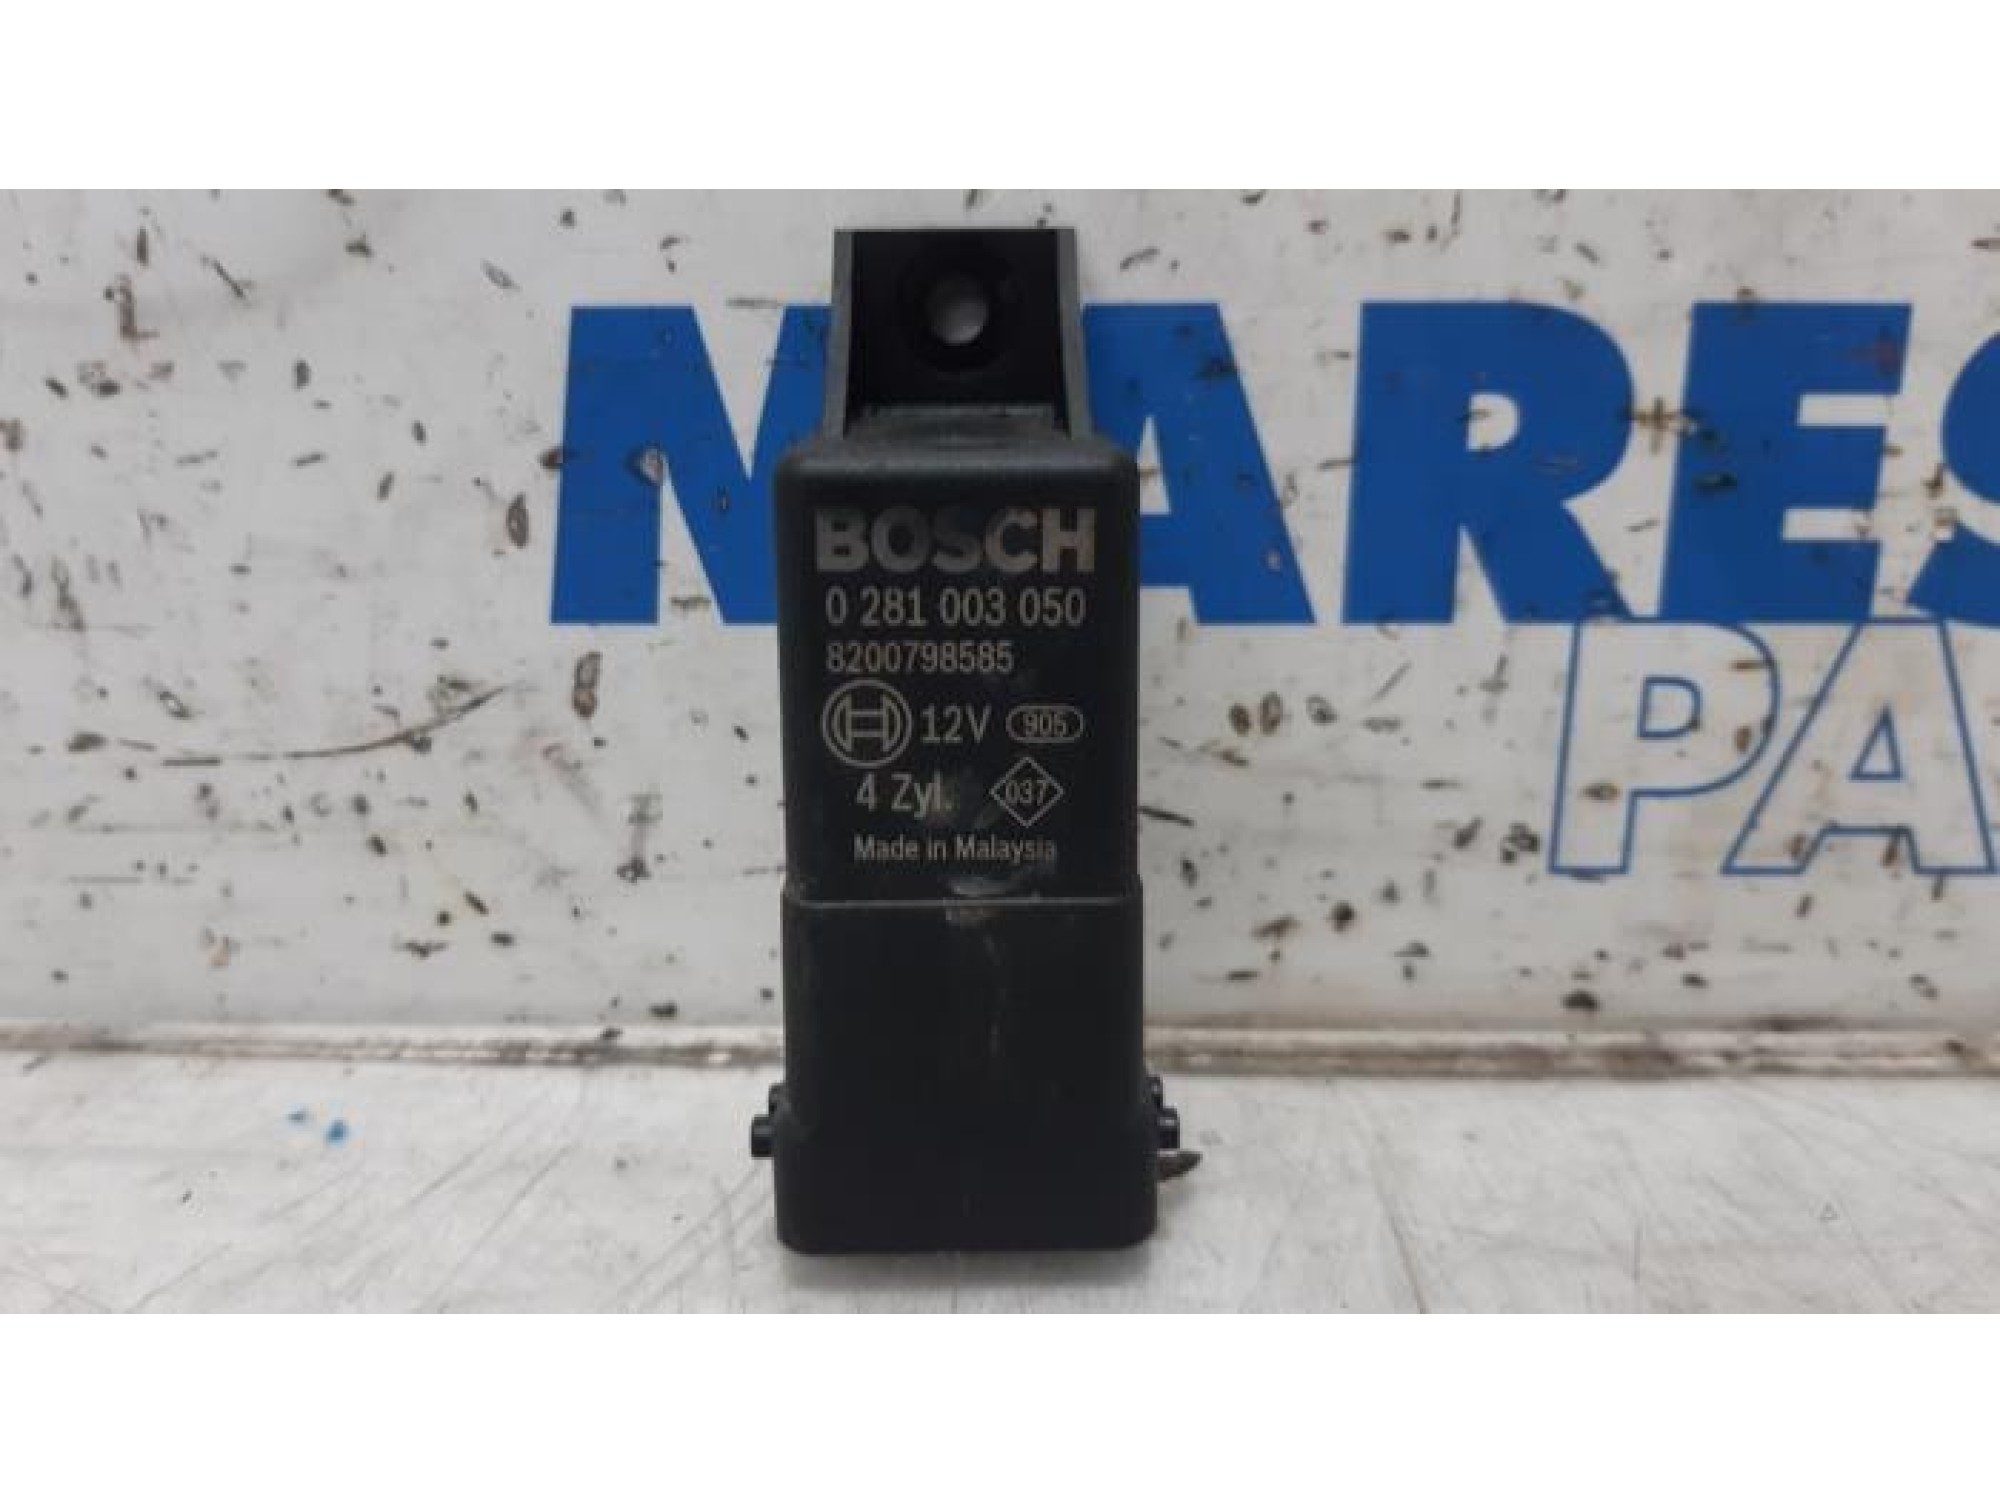 MARES
PA
BOSCH
0 281 003 050
8200798585
12V 905
4 Zyl. 037
Made in Malaysia